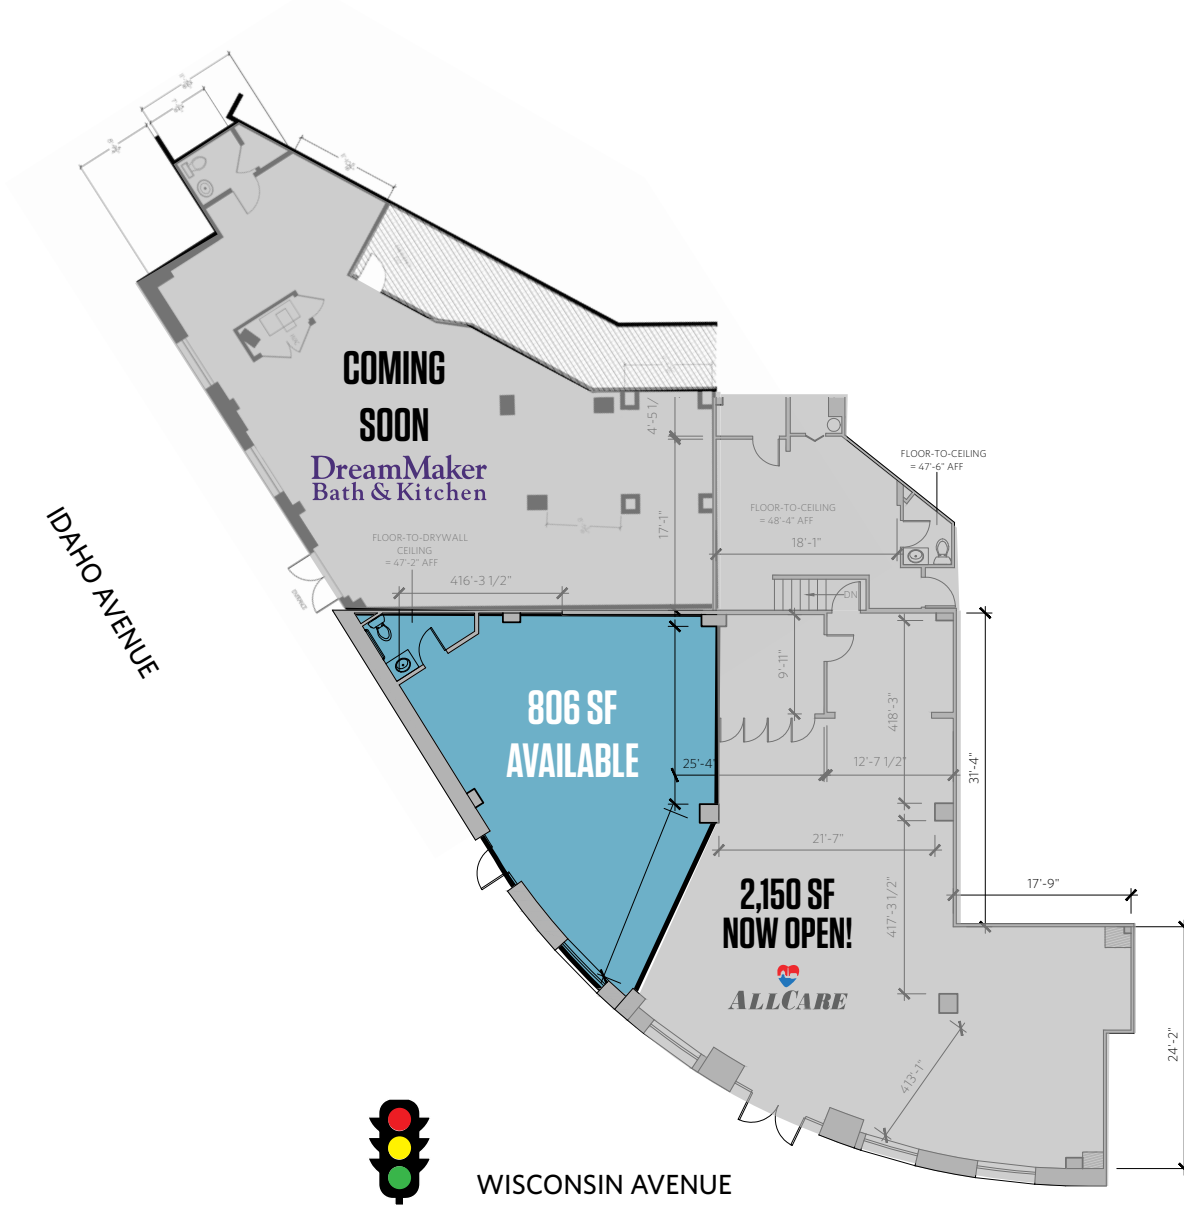 COMING
SOON
DreamMaker
Bath & Kitchen
4'-5 1/
17'-1"
FLOOR-TO-CEILING
= 47'-6" AFF
FLOOR-TO-CEILING
= 48'-4" AFF
18'-1"
FLOOR-TO-DRYWALL
CEILING
= 47'-2" AFF
416'-3 1/2"
ENTRANCE
IDAHO AVENUE
DN
9'-11"
418'-3"
806 SF
AVAILABLE
25'-4
12'-7 1/2"
31'-4"
21'-7"
2,150 SF
NOW OPEN!
417'-3 1/2"
17'-9"
ALLCARE
24'-2"
413'-1"
WISCONSIN AVENUE